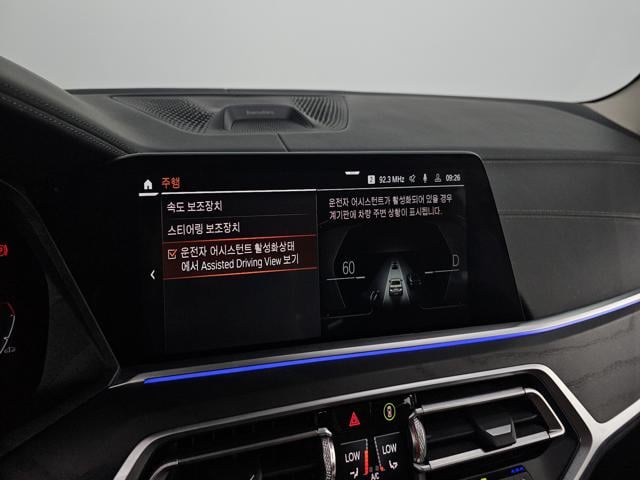 주행
2 92.3 MHz 09:26
속도 보조장치
스티어링 보조장치
운전자 어시스턴트 활성화상태
에서 Assisted Driving View 보기
운전자 어시스턴트가 활성화되어 있을 경우
계기판에 차량 주변 상황이 표시됩니다.
60 D
LOW LOW
A/C